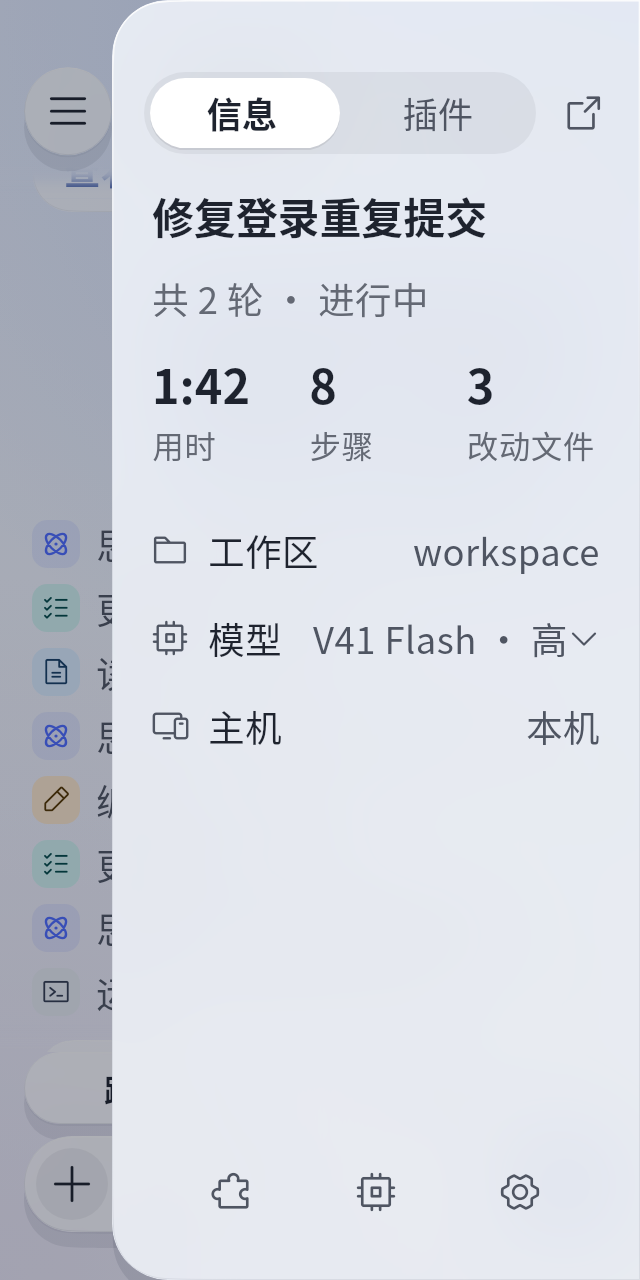 信息
插件
修复登录重复提交
共 2 轮 · 进行中
1:42
8
3
用时
步骤
改动文件
工作区
workspace
模型
V41 Flash · 高
主机
本机